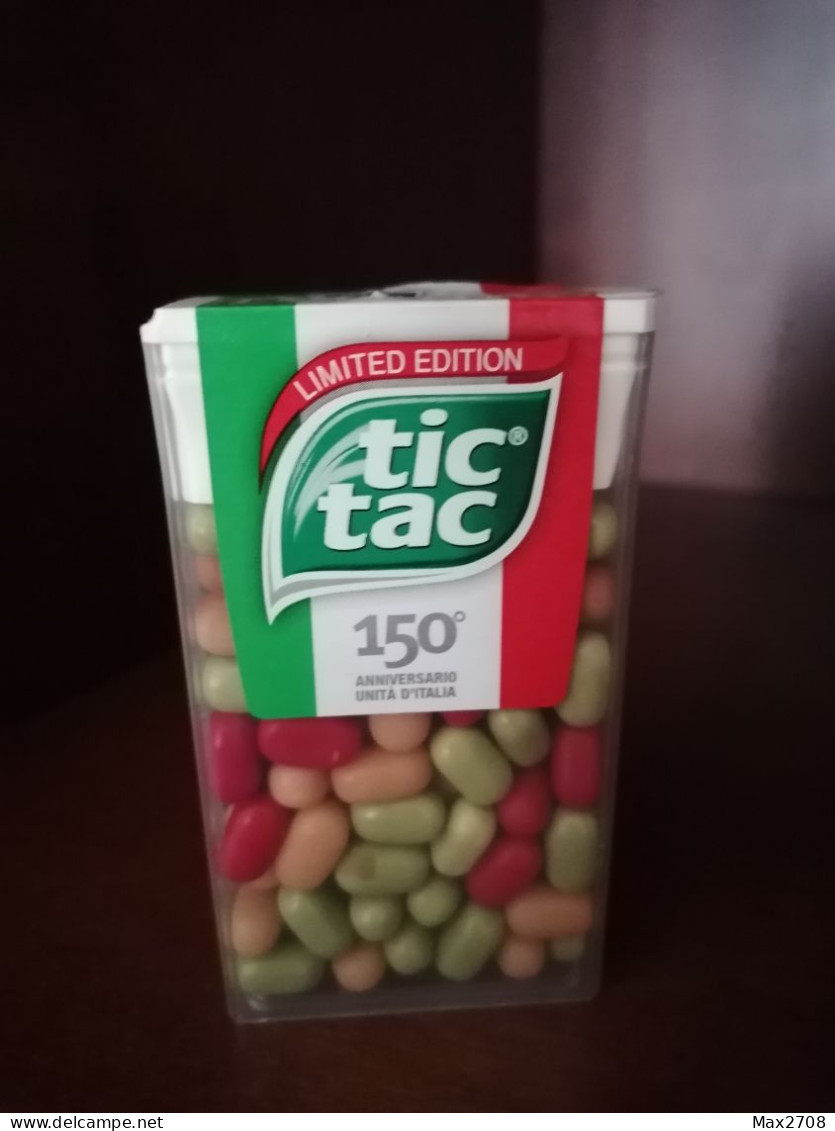 LIMITED EDITION
tic®
tac
150°
ANNIVERSARIO
UNITÀ D'ITALIA
www.delcampe.net
Max2708